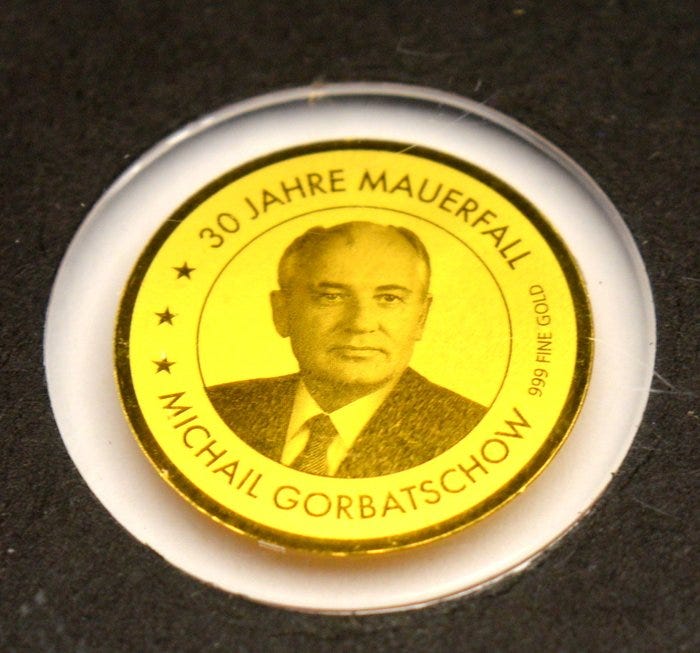 30 JAHRE MAUERFALL
999 FINE GOLD
MICHAIL GORBATSCHOW